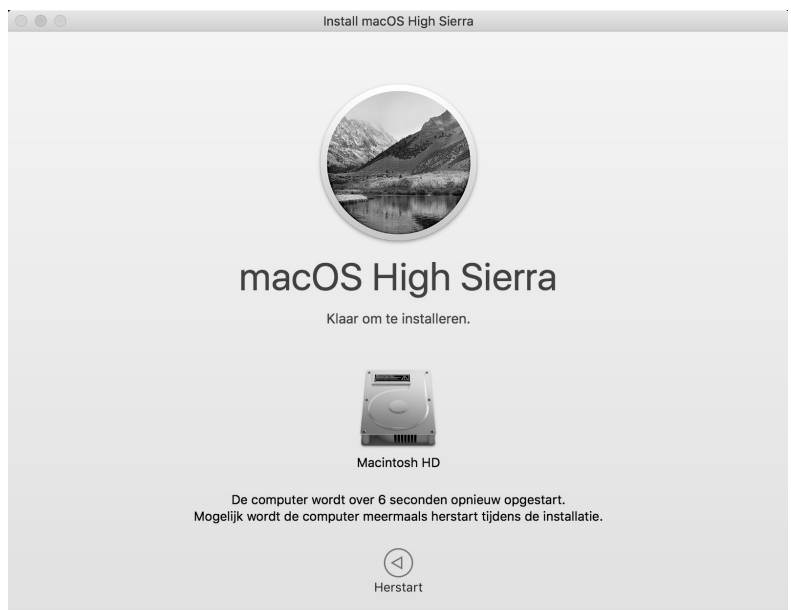 Install macOS High Sierra
macOS High Sierra
Klaar om te installeren.
Macintosh HD
De computer wordt over 6 seconden opnieuw opgestart.
Mogelijk wordt de computer meermaals herstart tijdens de installatie.
Herstart